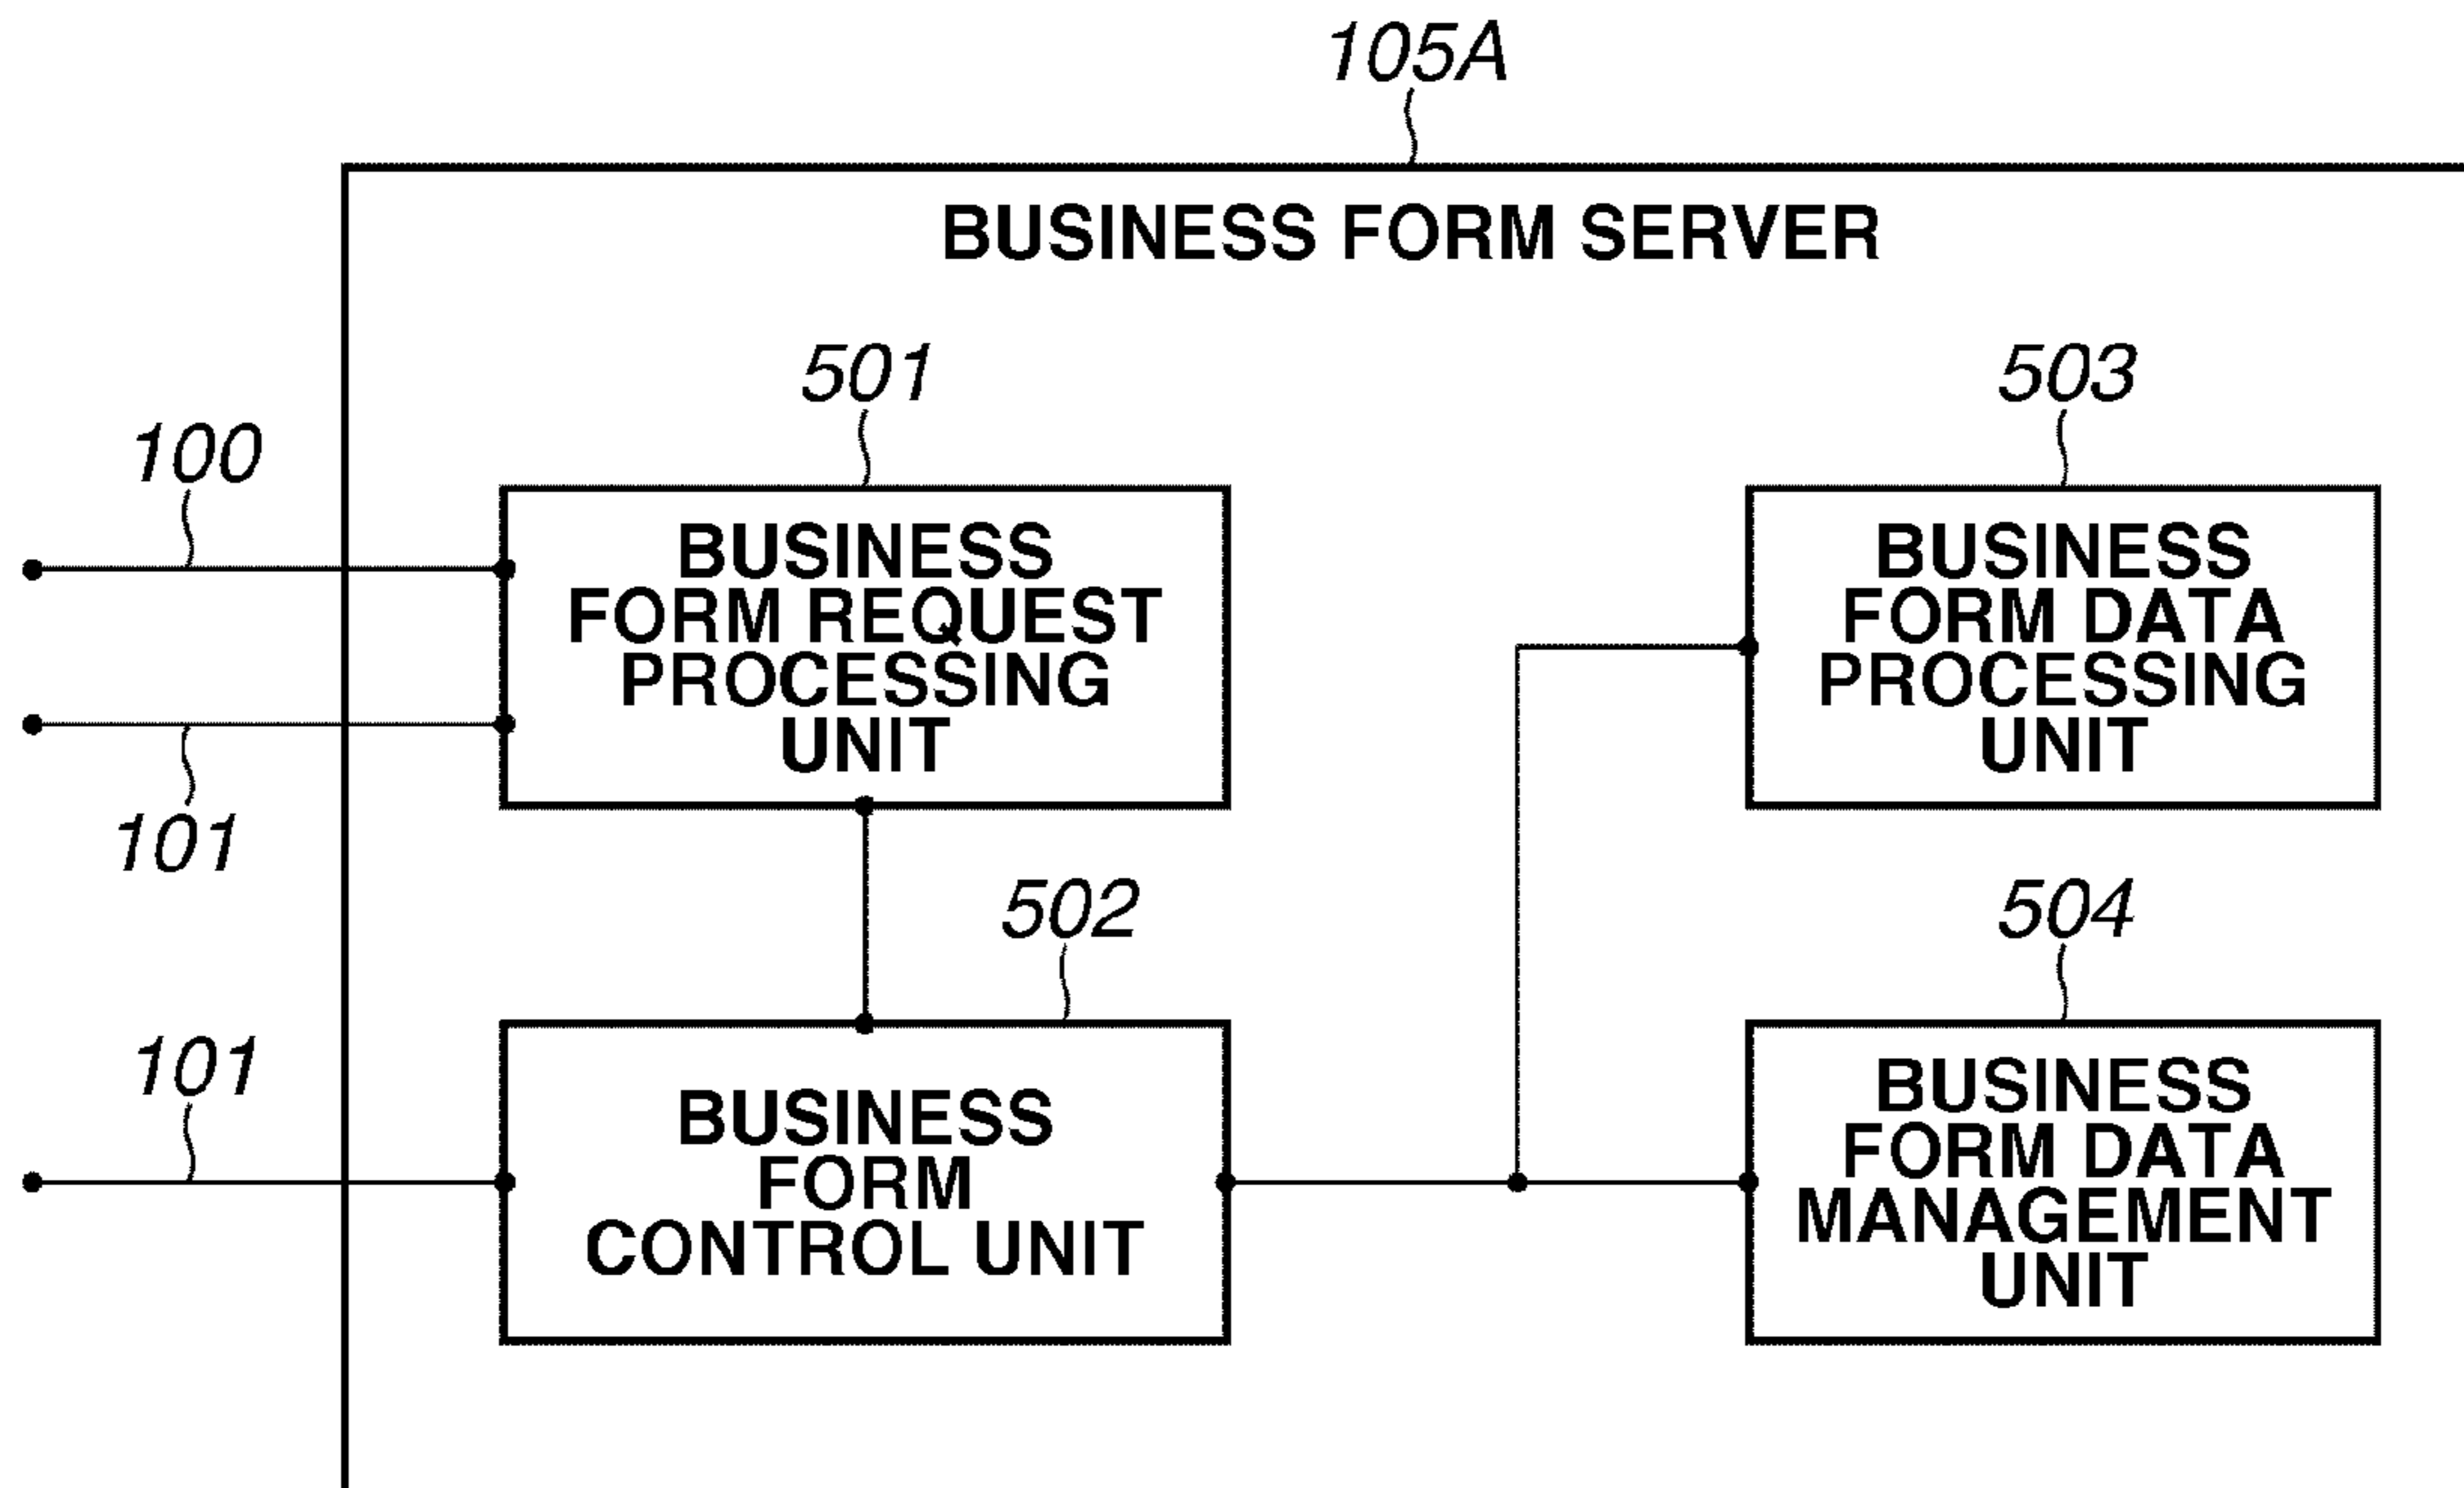 105A
BUSINESS FORM SERVER
501
503
100
BUSINESS
FORM REQUEST
PROCESSING
UNIT
BUSINESS
FORM DATA
PROCESSING
UNIT
101
502
504
101
BUSINESS
FORM
CONTROL UNIT
BUSINESS
FORM DATA
MANAGEMENT
UNIT